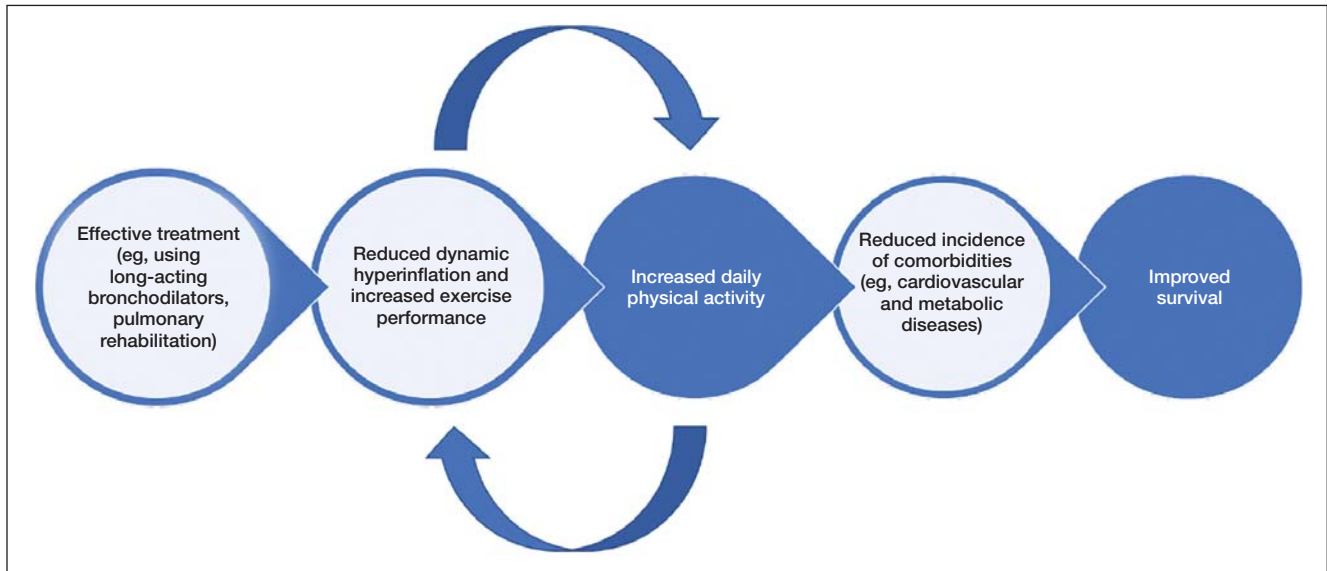 Effective treatment
(eg, using
long-acting
bronchodilators,
pulmonary
rehabilitation)
Reduced dynamic
hyperinflation and
increased exercise
performance
Increased daily
physical activity
Reduced incidence
of comorbidities
(eg, cardiovascular
and metabolic
diseases)
Improved
survival